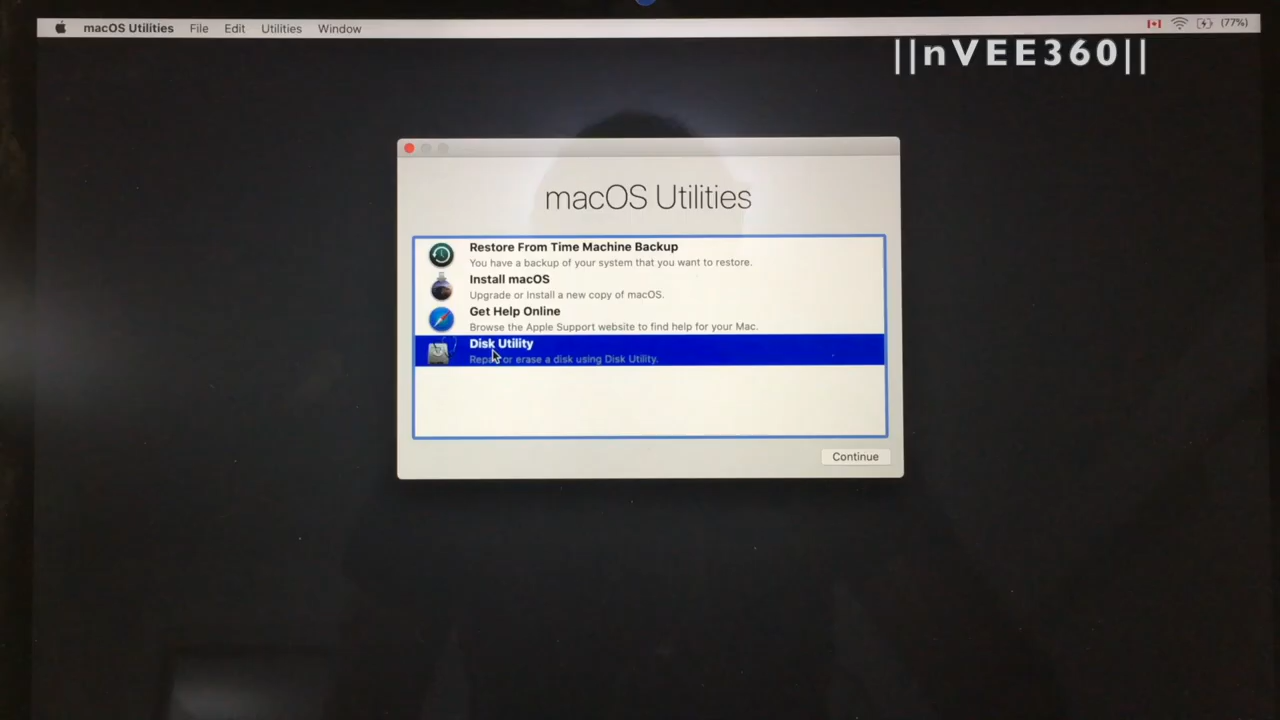 macOS Utilities File Edit Utilities Window (77%)
||nVEE360||
macOS Utilities
Restore From Time Machine Backup
You have a backup of your system that you want to restore.
Install macOS
Upgrade or Install a new copy of macOS.
Get Help Online
Browse the Apple Support website to find help for your Mac.
Disk Utility
Repair or erase a disk using Disk Utility.
Continue